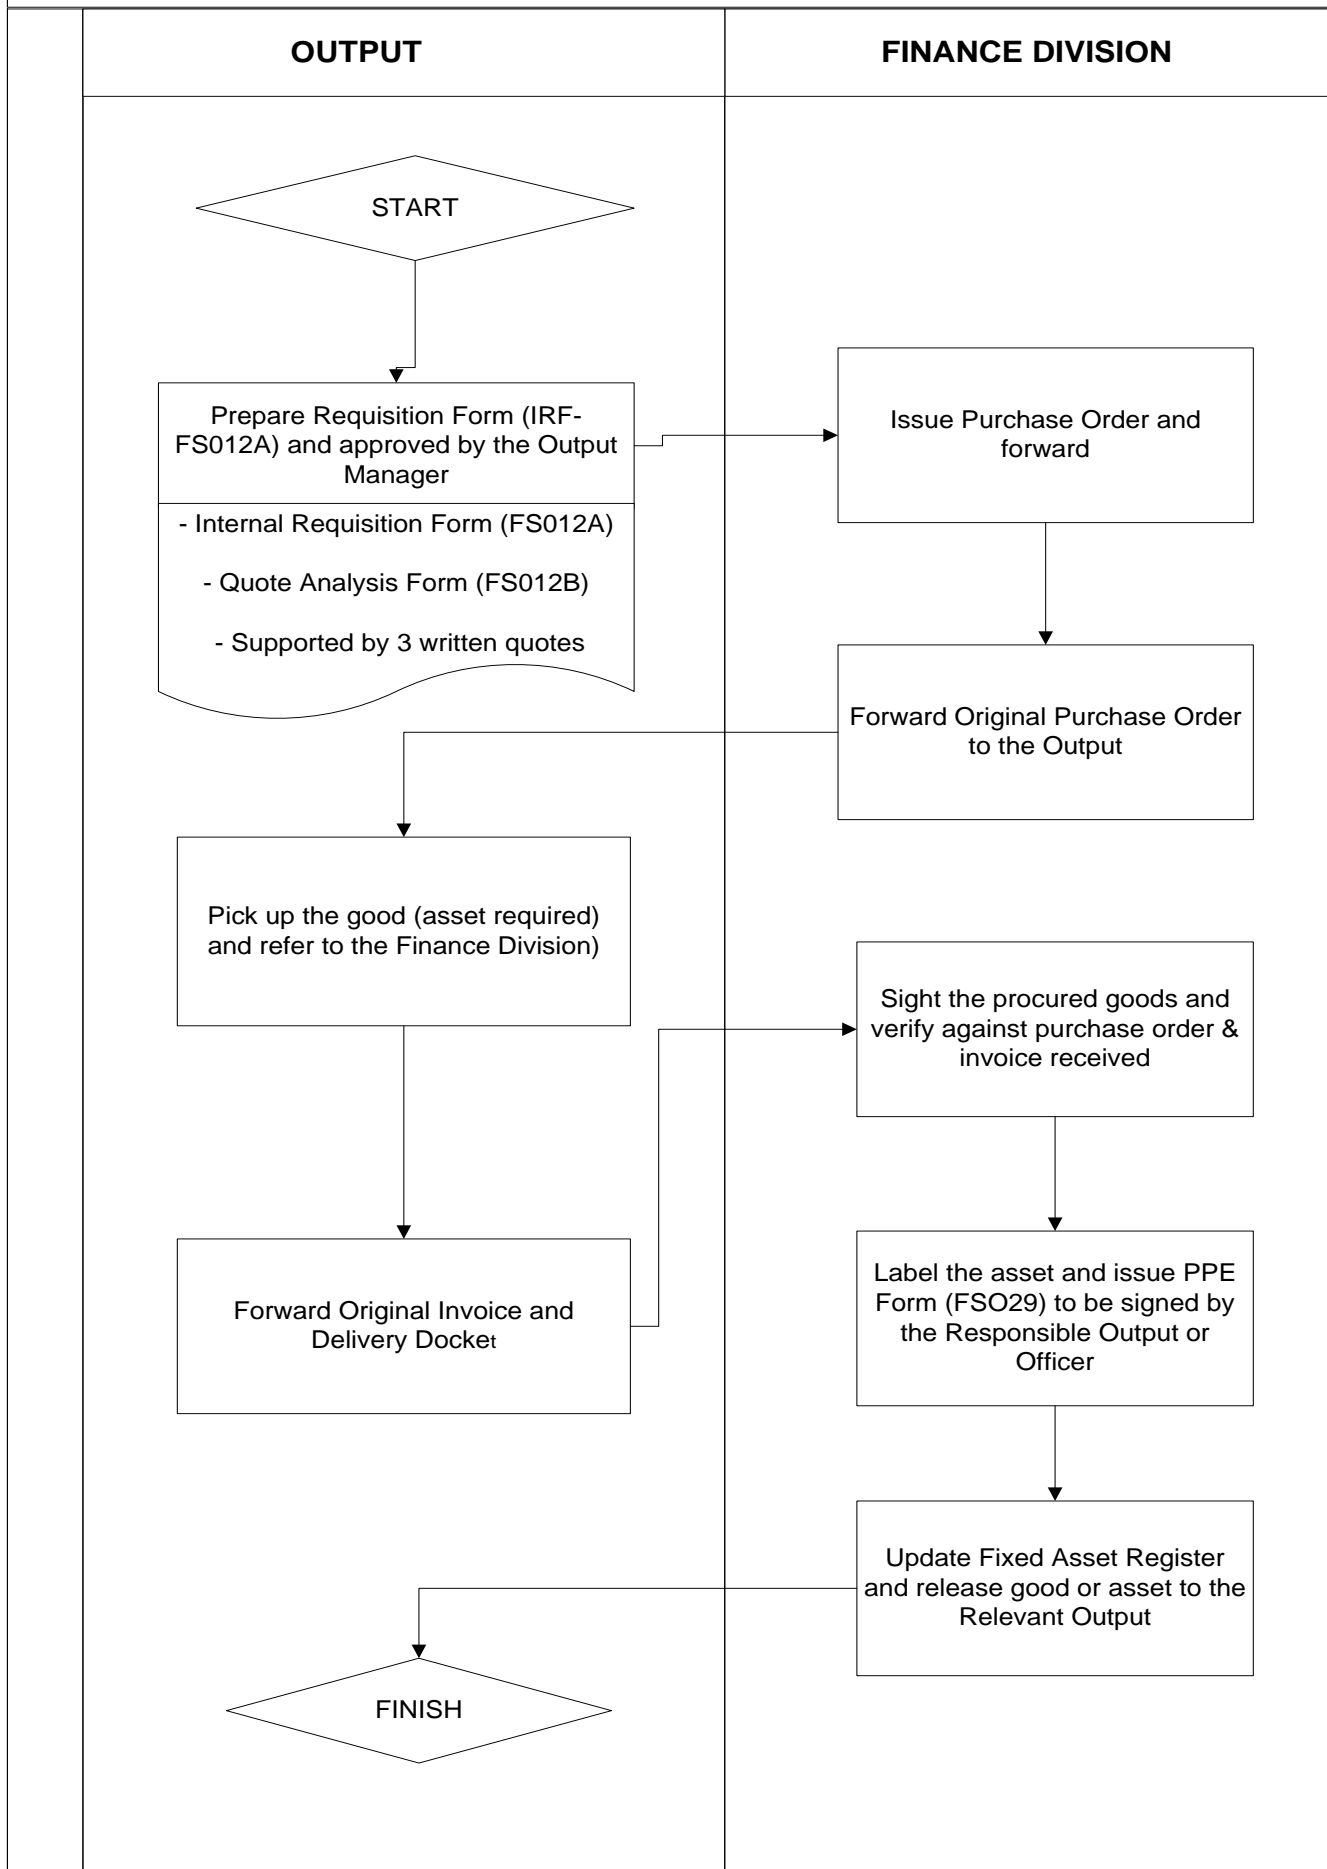 OUTPUT
FINANCE DIVISION
START
Prepare Requisition Form (IRF-
FS012A) and approved by the Output
Manager
- Internal Requisition Form (FS012A)
- Quote Analysis Form (FS012B)
- Supported by 3 written quotes
Issue Purchase Order and
forward
Forward Original Purchase Order
to the Output
Pick up the good (asset required)
and refer to the Finance Division)
Forward Original Invoice and
Delivery Docket
Sight the procured goods and
verify against purchase order &
invoice received
Label the asset and issue PPE
Form (FSO29) to be signed by
the Responsible Output or
Officer
Update Fixed Asset Register
and release good or asset to the
Relevant Output
FINISH